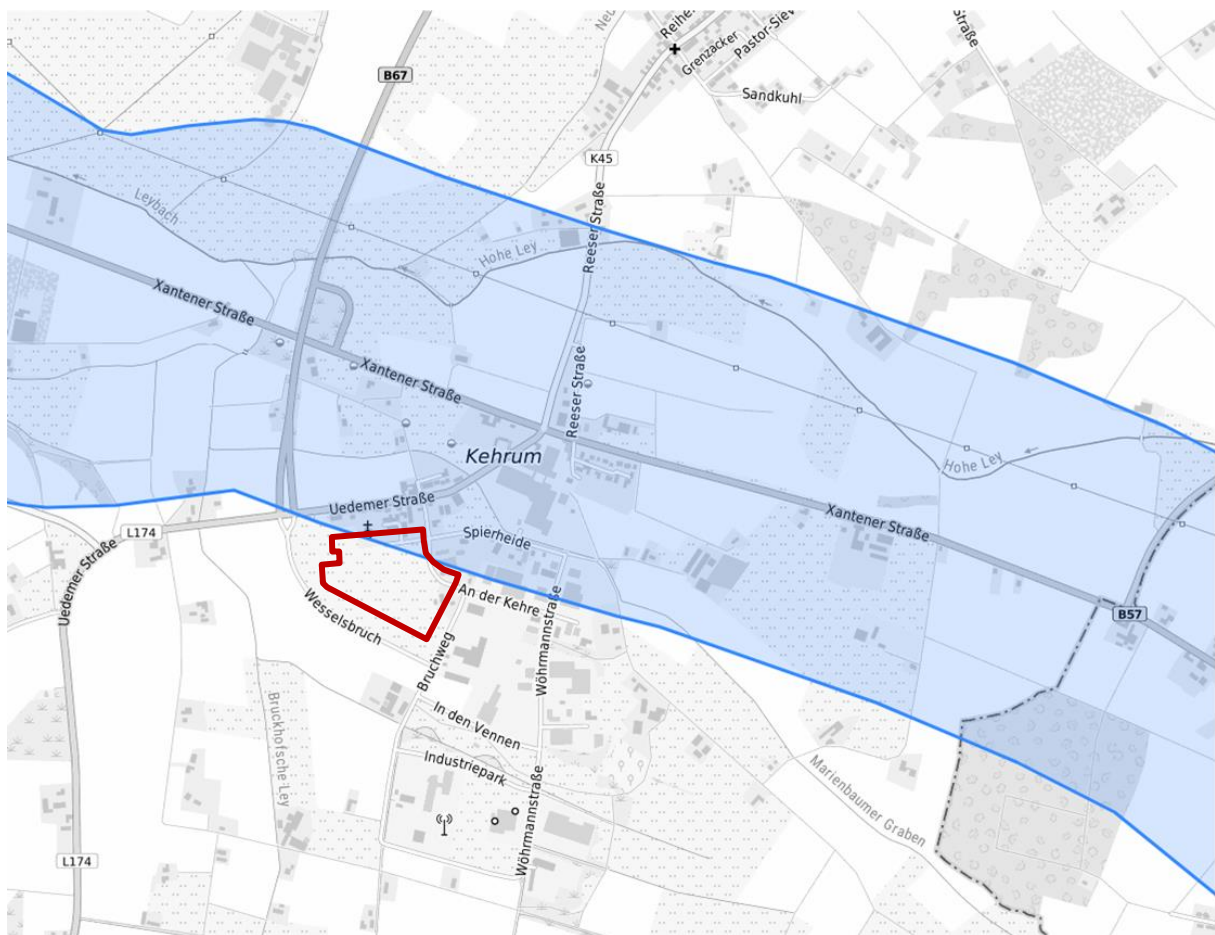 Reihe
Pastor-Siev
Grenzäcker
Sandkuhl
Straße
Neu
B67
K45
Leybach
Hohe Ley
Reeser Straße
Xantener Straße
Xantener Straße
Reeser Straße
Kehrum
Hohe Ley
Uedemer Straße
Xantener Straße
L174
Spierheide
Uedemer Straße
An der Kehre
Wesselsbruch
B57
Bruchweg
Wöhrmannstraße
In den Vennen
Bruckhofsche Ley
Industriepark
Marienbaumer Graben
Wöhrmannstraße
L174